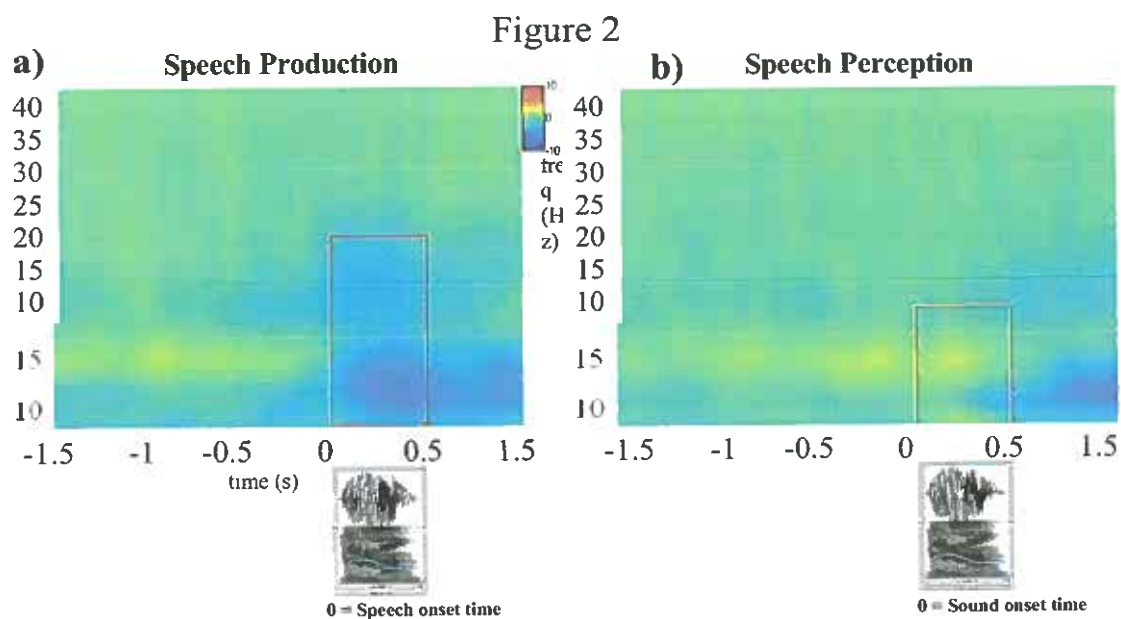 Figure 2
a) Speech Production
b) Speech Perception
40
35
30
25
20
15
10
15
10
-1.5 -1 -0.5 0 0.5 1.5
time (s)
10
0
-10
fre
q
(H
z)
40
35
30
25
20
15
10
15
10
-1.5 -1 -0.5 0 0.5 1.5
0 = Speech onset time
0 = Sound onset time